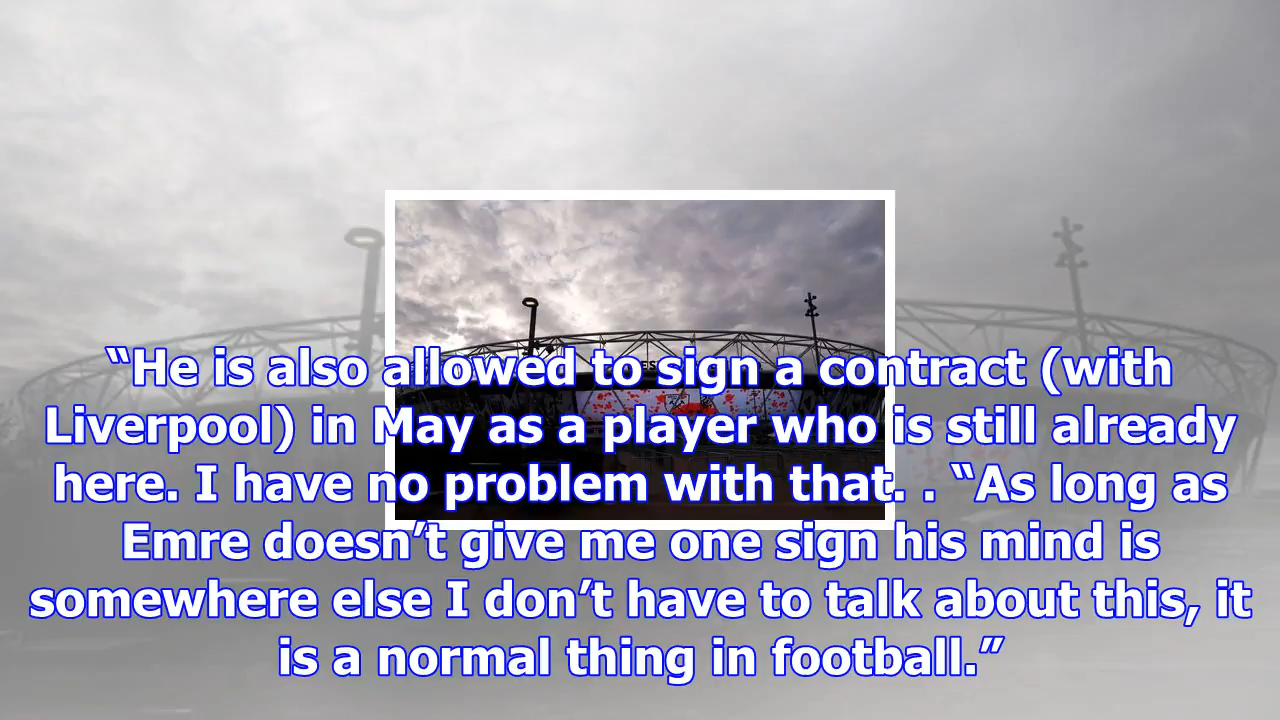 “He is also allowed to sign a contract (with
Liverpool) in May as a player who is still already
here. I have no problem with that. . “As long as
Emre doesn’t give me one sign his mind is
somewhere else I don’t have to talk about this, it
is a normal thing in football.”